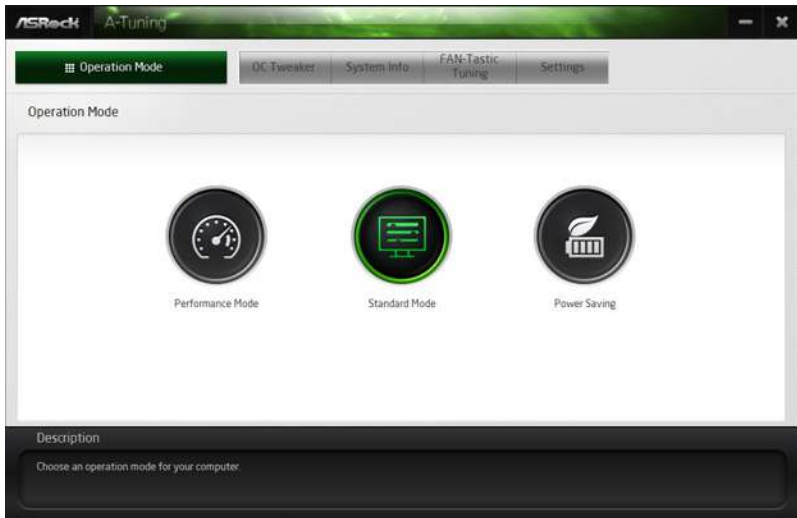 ASRock A-Tuning
Operation Mode OC Tweaker System Info FAN-Tastic Tuning Settings
Operation Mode
Performance Mode Standard Mode Power Saving
Description
Choose an operation mode for your computer.